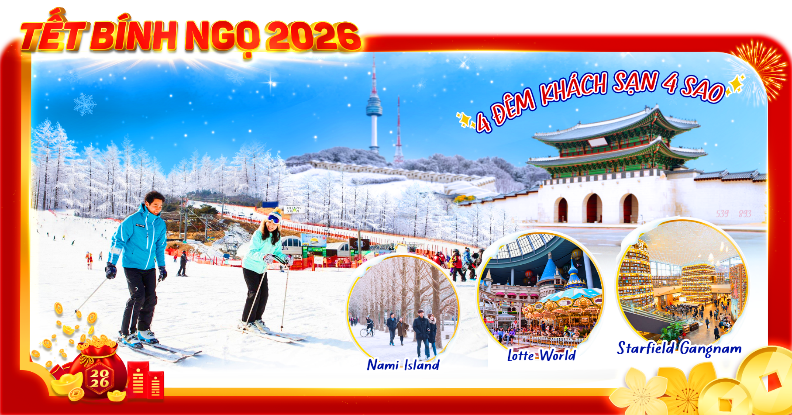 TẾT BÍNH NGỌ 2026
4 ĐÊM KHÁCH SẠN 4 SAO
Nami Island
Lotte World
Starfield Gangnam
2026